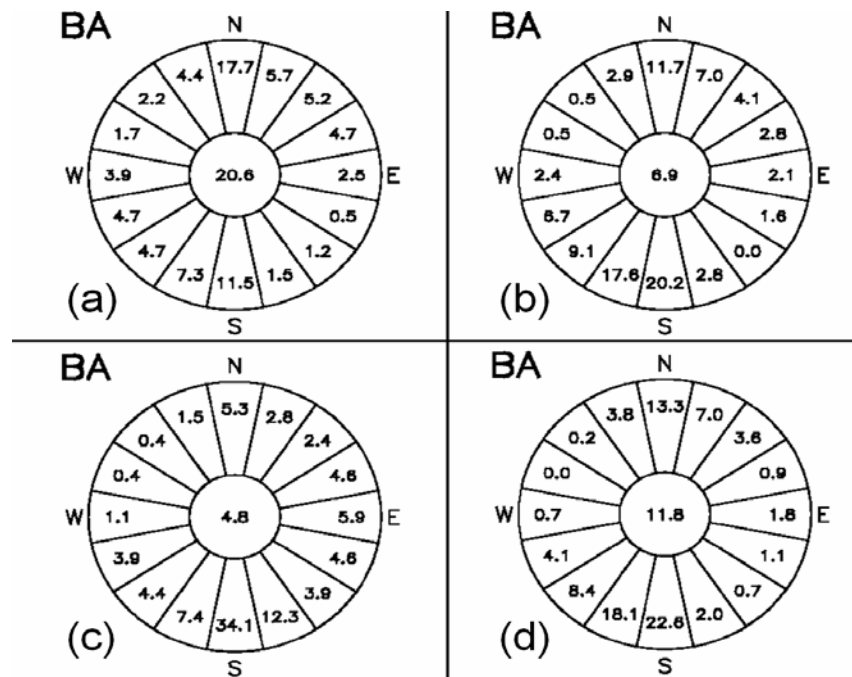 BA
N
4.4 17.7 5.7
2.2 5.2
1.7 4.7
W 3.9 20.6 2.5 E
4.7 0.5
4.7 1.2
7.3 11.5 1.5
(a)
S
BA
N
2.9 11.7 7.0
0.5 4.1
0.5 2.8
W 2.4 6.9 2.1 E
6.7 1.6
9.1 0.0
17.6 20.2 2.8
(b)
S
BA
N
1.5 5.3 2.8
0.4 2.4
0.4 4.6
W 1.1 4.8 5.9 E
3.9 4.6
4.4 3.9
7.4 34.1 12.3
(c)
S
BA
N
3.8 13.3 7.0
0.2 3.6
0.0 0.9
W 0.7 11.8 1.8 E
4.1 1.1
8.4 0.7
18.1 22.6 2.0
(d)
S